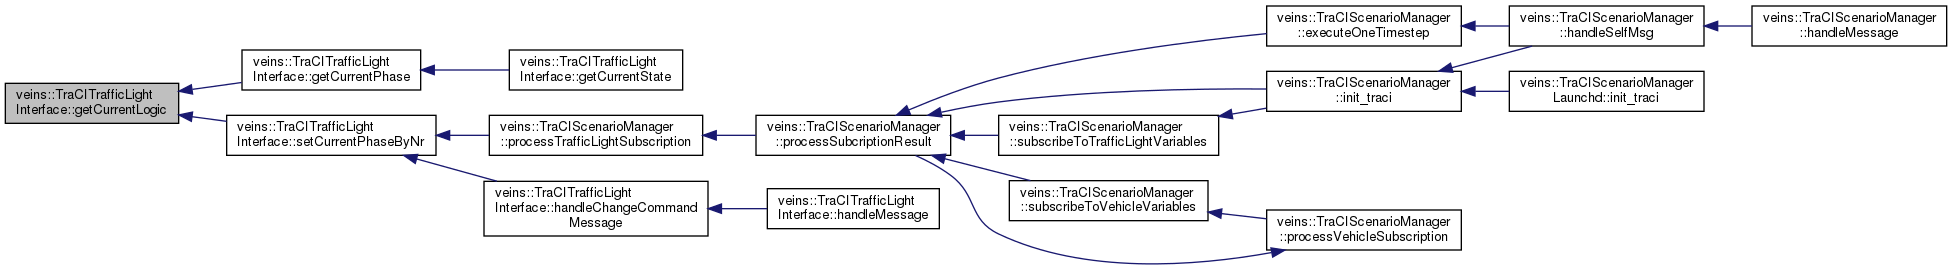 veins::TraCITrafficLight
Interface::getCurrentLogic
veins::TraCITrafficLight
Interface::getCurrentPhase
veins::TraCITrafficLight
Interface::getCurrentState
veins::TraCITrafficLight
Interface::setCurrentPhaseByNr
veins::TraCIScenarioManager
::processTrafficLightSubscription
veins::TraCIScenarioManager
::processSubcriptionResult
veins::TraCIScenarioManager
::executeOneTimestep
veins::TraCIScenarioManager
::handleSelfMsg
veins::TraCIScenarioManager
::handleMessage
veins::TraCIScenarioManager
::init_traci
veins::TraCIScenarioManager
Launchd::init_traci
veins::TraCIScenarioManager
::subscribeToTrafficLightVariables
veins::TraCIScenarioManager
::subscribeToVehicleVariables
veins::TraCIScenarioManager
::processVehicleSubscription
veins::TraCITrafficLight
Interface::handleChangeCommand
Message
veins::TraCITrafficLight
Interface::handleMessage